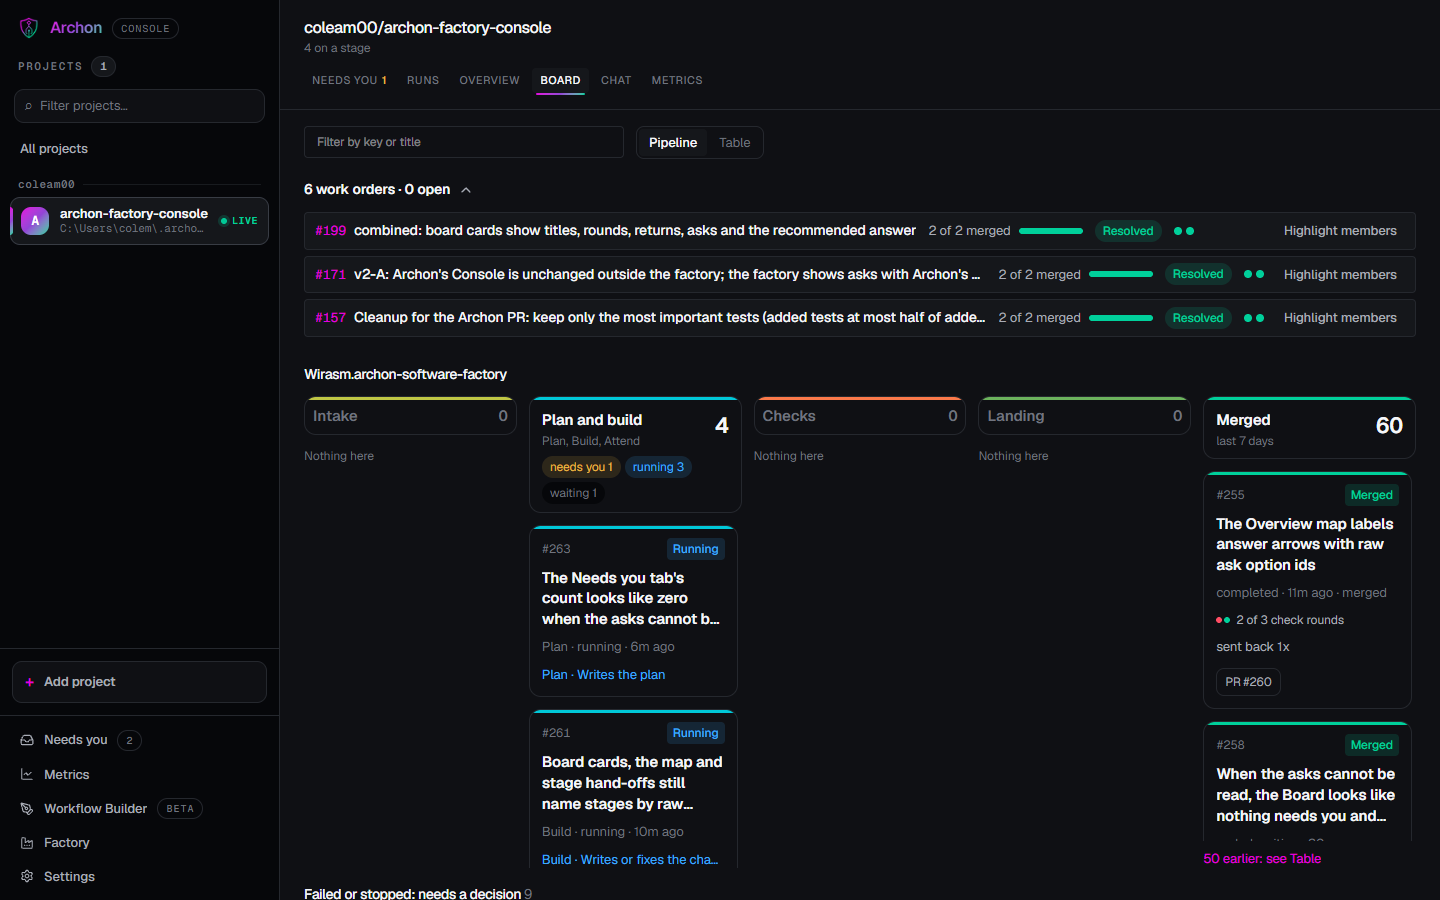 Archon CONSOLE
PROJECTS 1
Filter projects...
All projects
coleam00
A archon-factory-console LIVE
C:\Users\colem\.archo...
+ Add project
Needs you 2
Metrics
Workflow Builder BETA
Factory
Settings
coleam00/archon-factory-console
4 on a stage
NEEDS YOU 1 RUNS OVERVIEW BOARD CHAT METRICS
Filter by key or title Pipeline Table
6 work orders · 0 open
#199 combined: board cards show titles, rounds, returns, asks and the recommended answer 2 of 2 merged Resolved Highlight members
#171 v2-A: Archon's Console is unchanged outside the factory; the factory shows asks with Archon's ... 2 of 2 merged Resolved Highlight members
#157 Cleanup for the Archon PR: keep only the most important tests (added tests at most half of adde... 2 of 2 merged Resolved Highlight members
Wirasm.archon-software-factory
Intake 0
Nothing here
Plan and build 4
Plan, Build, Attend
needs you 1 running 3
waiting 1
#263 Running
The Needs you tab's
count looks like zero
when the asks cannot b...
Plan · running · 6m ago
Plan · Writes the plan
#261 Running
Board cards, the map and
stage hand-offs still
name stages by raw...
Build · running · 10m ago
Build · Writes or fixes the cha...
Checks 0
Nothing here
Landing 0
Nothing here
Merged 60
last 7 days
#255 Merged
The Overview map labels
answer arrows with raw
ask option ids
completed · 11m ago · merged
2 of 3 check rounds
sent back 1x
PR #260
#258 Merged
When the asks cannot be
read, the Board looks like
nothing needs you and...
50 earlier: see Table
Failed or stopped: needs a decision 9